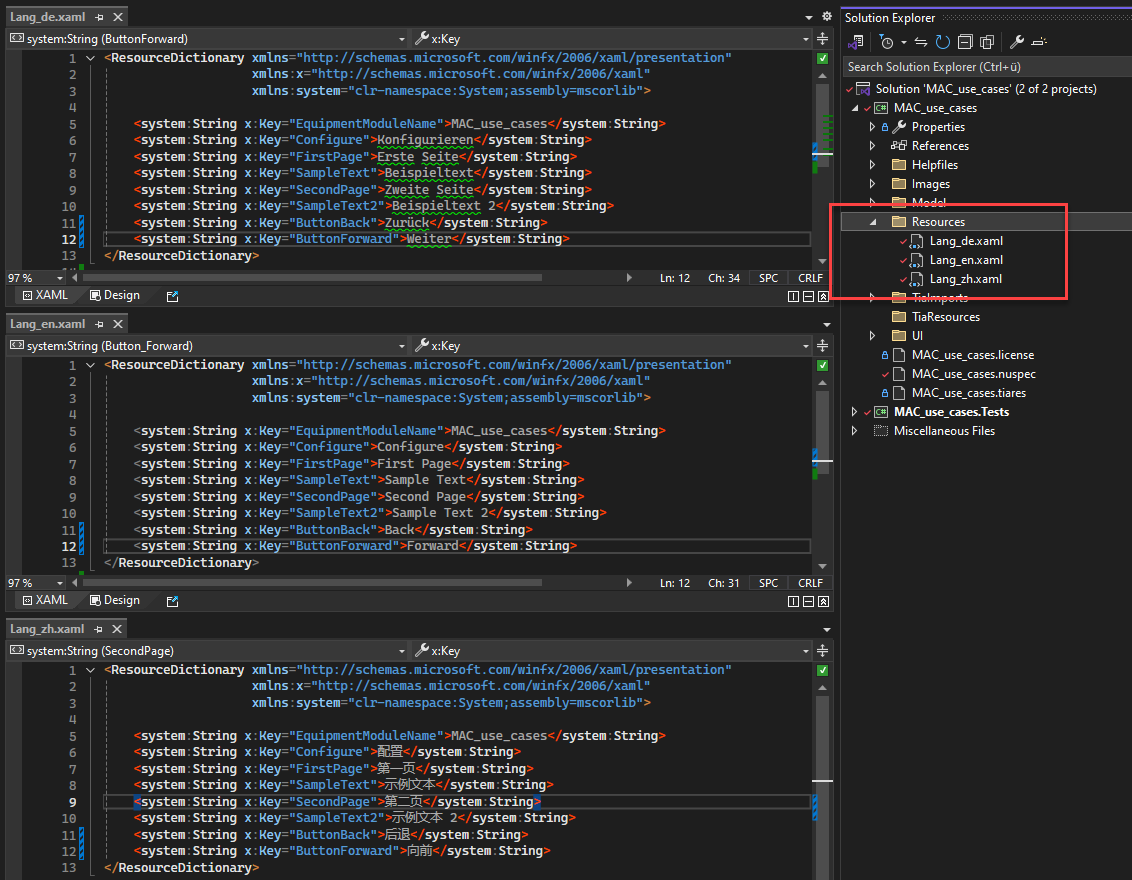 Lang_de.xaml
system:String (ButtonForward) x:Key
1 <ResourceDictionary xmlns="http://schemas.microsoft.com/winfx/2006/xaml/presentation"
2 xmlns:x="http://schemas.microsoft.com/winfx/2006/xaml"
3 xmlns:system="clr-namespace:System;assembly=mscorlib">
4
5 <system:String x:Key="EquipmentModuleName">MAC_use_cases</system:String>
6 <system:String x:Key="Configure">Konfigurieren</system:String>
7 <system:String x:Key="FirstPage">Erste Seite</system:String>
8 <system:String x:Key="SampleText">Beispieltext</system:String>
9 <system:String x:Key="SecondPage">Zweite Seite</system:String>
10 <system:String x:Key="SampleText2">Beispieltext 2</system:String>
11 <system:String x:Key="ButtonBack">Zurück</system:String>
12 <system:String x:Key="ButtonForward">Weiter</system:String>
13 </ResourceDictionary>
97 % Ln: 12 Ch: 34 SPC CRLF
XAML Design
Lang_en.xaml
system:String (Button_Forward) x:Key
1 <ResourceDictionary xmlns="http://schemas.microsoft.com/winfx/2006/xaml/presentation"
2 xmlns:x="http://schemas.microsoft.com/winfx/2006/xaml"
3 xmlns:system="clr-namespace:System;assembly=mscorlib">
4
5 <system:String x:Key="EquipmentModuleName">MAC_use_cases</system:String>
6 <system:String x:Key="Configure">Configure</system:String>
7 <system:String x:Key="FirstPage">First Page</system:String>
8 <system:String x:Key="SampleText">Sample Text</system:String>
9 <system:String x:Key="SecondPage">Second Page</system:String>
10 <system:String x:Key="SampleText2">Sample Text 2</system:String>
11 <system:String x:Key="ButtonBack">Back</system:String>
12 <system:String x:Key="ButtonForward">Forward</system:String>
13 </ResourceDictionary>
97 % Ln: 12 Ch: 31 SPC CRLF
XAML Design
Lang_zh.xaml
system:String (SecondPage) x:Key
1 <ResourceDictionary xmlns="http://schemas.microsoft.com/winfx/2006/xaml/presentation"
2 xmlns:x="http://schemas.microsoft.com/winfx/2006/xaml"
3 xmlns:system="clr-namespace:System;assembly=mscorlib">
4
5 <system:String x:Key="EquipmentModuleName">MAC_use_cases</system:String>
6 <system:String x:Key="Configure">配置</system:String>
7 <system:String x:Key="FirstPage">第一页</system:String>
8 <system:String x:Key="SampleText">示例文本</system:String>
9 <system:String x:Key="SecondPage">第二页</system:String>
10 <system:String x:Key="SampleText2">示例文本 2</system:String>
11 <system:String x:Key="ButtonBack">后退</system:String>
12 <system:String x:Key="ButtonForward">向前</system:String>
13 </ResourceDictionary>
Solution Explorer
Search Solution Explorer (Ctrl+ü)
Solution 'MAC_use_cases' (2 of 2 projects)
MAC_use_cases
Properties
References
Helpfiles
Images
Model
Resources
Lang_de.xaml
Lang_en.xaml
Lang_zh.xaml
TiaImports
TiaResources
UI
MAC_use_cases.license
MAC_use_cases.nuspec
MAC_use_cases.tiares
MAC_use_cases.Tests
Miscellaneous Files